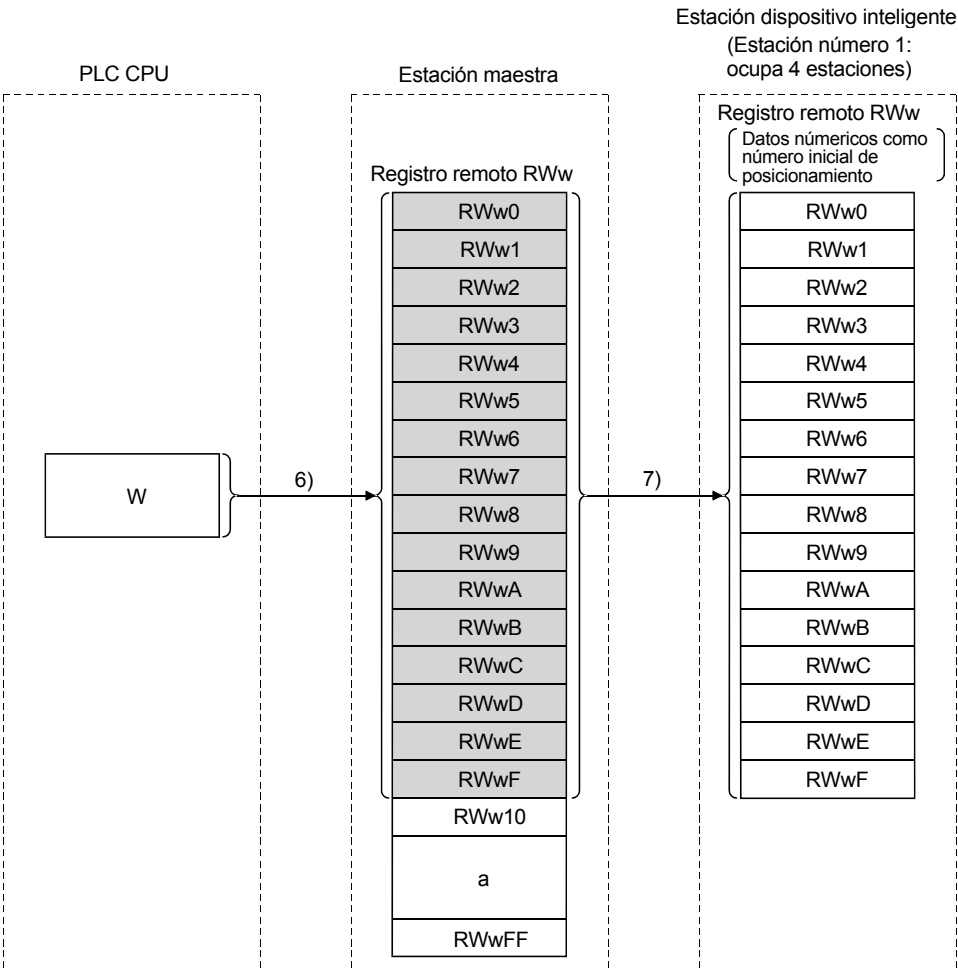 Estación dispositivo inteligente
(Estación número 1:
ocupa 4 estaciones)
PLC CPU
Estación maestra
Registro remoto RWw
Datos númericos como
número inicial de
posicionamiento
Registro remoto RWw
RWw0
RWw1
RWw2
RWw3
RWw4
RWw5
RWw6
RWw7
RWw8
RWw9
RWwA
RWwB
RWwC
RWwD
RWwE
RWwF
RWw10
a
RWwFF
W
6)
7)
RWw0
RWw1
RWw2
RWw3
RWw4
RWw5
RWw6
RWw7
RWw8
RWw9
RWwA
RWwB
RWwC
RWwD
RWwE
RWwF